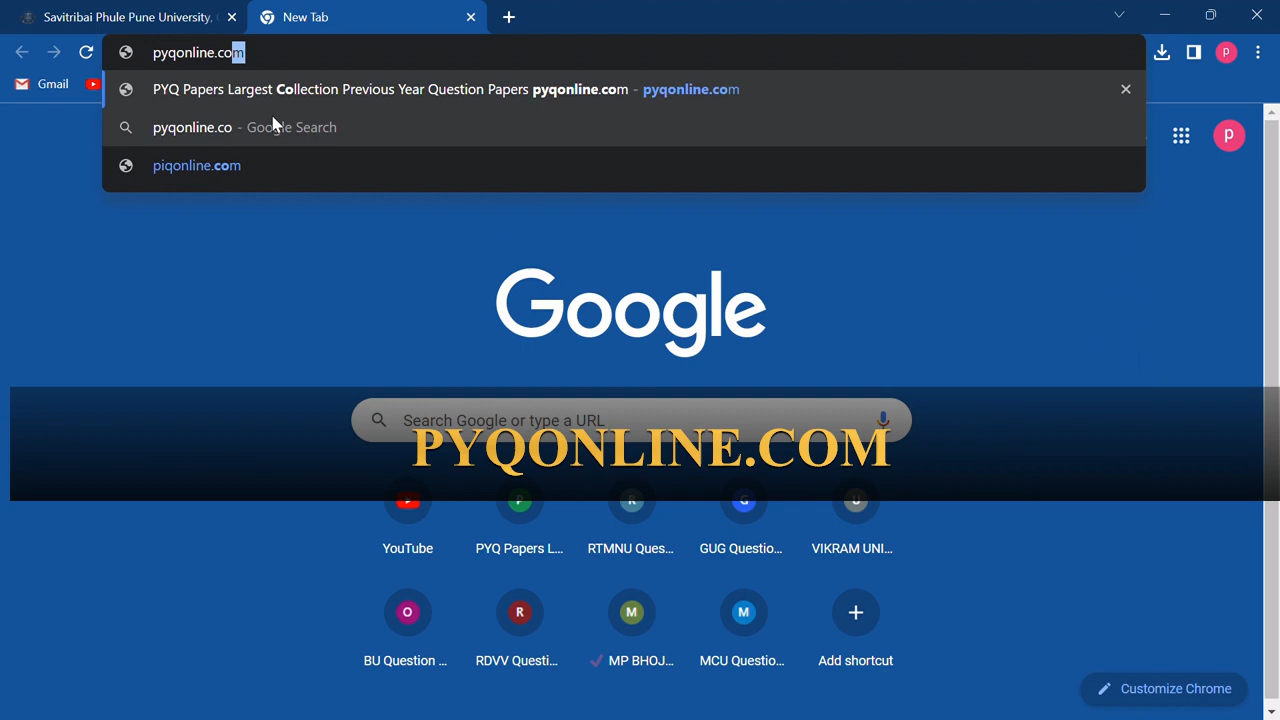 Savitribai Phule Pune University,
New Tab
pyqonline.com
P
Gmail
PYQ Papers Largest Collection Previous Year Question Papers pyqonline.com - pyqonline.com
pyqonline.co - Google Search
piqonline.com
P
Google
Search Google or type a URL
PYQONLINE.COM
P
R
G
U
YouTube
PYQ Papers L...
RTMNU Ques...
GUG Questio...
VIKRAM UNI...
O
R
M
M
BU Question ...
RDVV Questi...
MP BHOJ...
MCU Questio...
Add shortcut
Customize Chrome